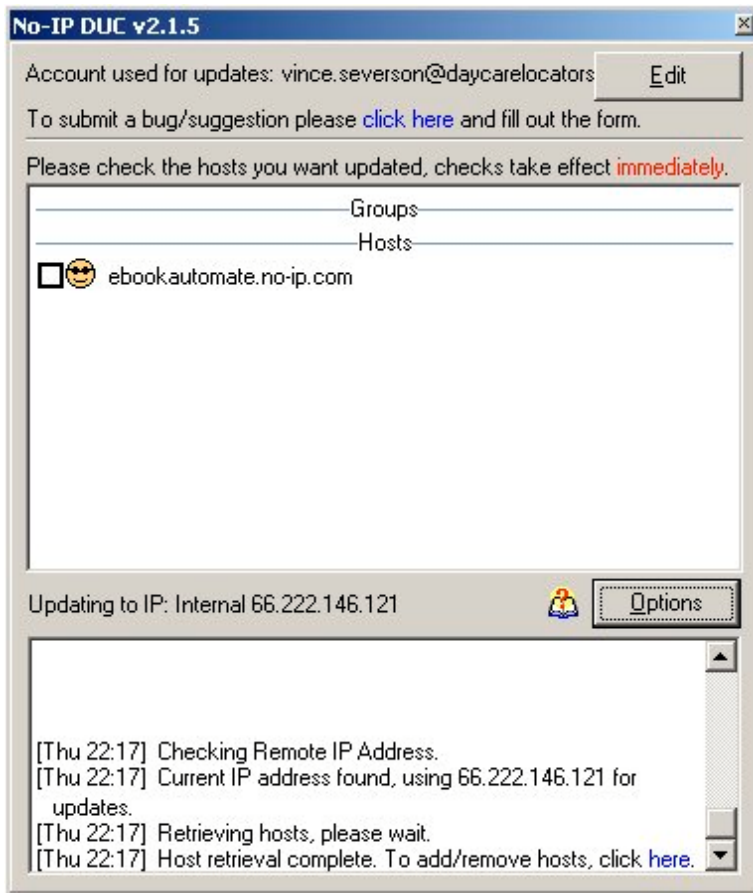 No-IP DUC v2.1.5
Account used for updates: vince.severson@daycarelocators
Edit
To submit a bug/suggestion please click here and fill out the form.
Please check the hosts you want updated, checks take effect immediately.
Groups
Hosts
ebookautomate.no-ip.com
Updating to IP: Internal 66.222.146.121
Options
[Thu 22:17] Checking Remote IP Address.
[Thu 22:17] Current IP address found, using 66.222.146.121 for
updates.
[Thu 22:17] Retrieving hosts, please wait.
[Thu 22:17] Host retrieval complete. To add/remove hosts, click here.